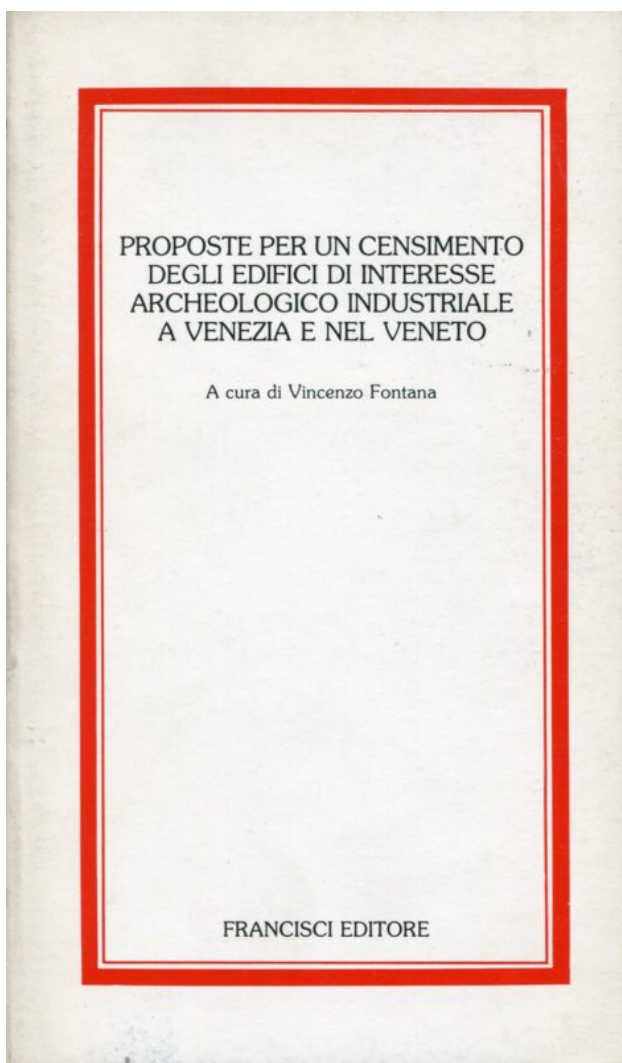 PROPOSTE PER UN CENSIMENTO
DEGLI EDIFICI DI INTERESSE
ARCHEOLOGICO INDUSTRIALE
A VENEZIA E NEL VENETO
A cura di Vincenzo Fontana
FRANCISCI EDITORE